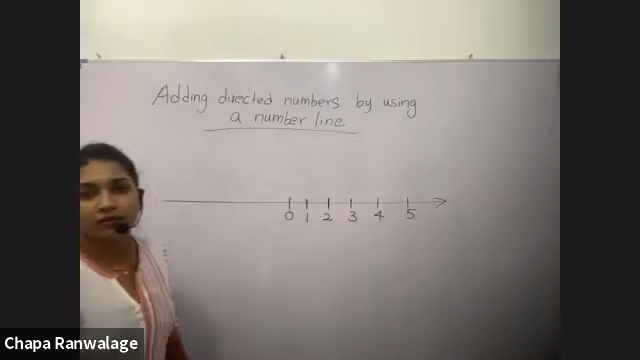 Adding directed numbers by using
a number line.
0 1 2 3 4 5
Chapa Ranwalage